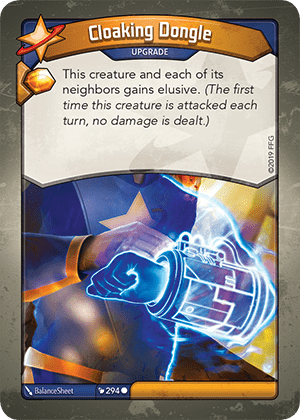 Cloaking Dongle
UPGRADE
This creature and each of its
neighbors gains elusive. (The first
time this creature is attacked each
turn, no damage is dealt.)
©2019 FFG
BalanceSheet
294